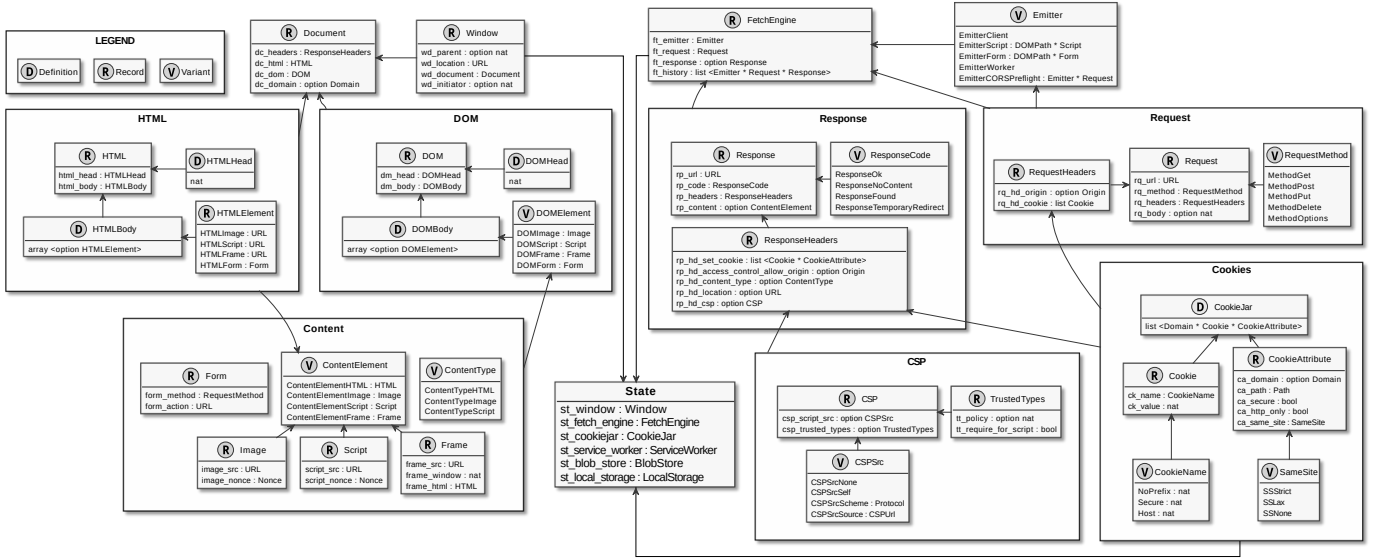 LEGEND
D Definition
R Record
V Variant
R Document
dc_headers : ResponseHeaders
dc_html : HTML
dc_dom : DOM
dc_domain : option Domain
R Window
wd_parent : option nat
wd_location : URL
wd_document : Document
wd_initiator : option nat
R FetchEngine
ft_emitter : Emitter
ft_request : Request
ft_response : option Response
ft_history : list <Emitter * Request * Response>
V Emitter
EmitterClient
EmitterScript : DOMPath * Script
EmitterForm : DOMPath * Form
EmitterWorker
EmitterCORSPreflight : Emitter * Request
HTML
R HTML
html_head : HTMLHead
html_body : HTMLBody
D HTMLHead
nat
D HTMLBody
array <option HTMLElement>
R HTMLElement
HTMLImage : URL
HTMLScript : URL
HTMLFrame : URL
HTMLForm : Form
DOM
R DOM
dm_head : DOMHead
dm_body : DOMBody
D DOMHead
nat
D DOMBody
array <option DOMElement>
V DOMElement
DOMImage : Image
DOMScript : Script
DOMFrame : Frame
DOMForm : Form
Response
R Response
rp_url : URL
rp_code : ResponseCode
rp_headers : ResponseHeaders
rp_content : option ContentElement
V ResponseCode
ResponseOk
ResponseNoContent
ResponseFound
ResponseTemporaryRedirect
R ResponseHeaders
rp_hd_set_cookie : list <Cookie * CookieAttribute>
rp_hd_access_control_allow_origin : option Origin
rp_hd_content_type : option ContentType
rp_hd_location : option URL
rp_hd_csp : option CSP
Request
R RequestHeaders
rq_hd_origin : option Origin
rq_hd_cookie : list Cookie
R Request
rq_url : URL
rq_method : RequestMethod
rq_headers : RequestHeaders
rq_body : option nat
V RequestMethod
MethodGet
MethodPost
MethodPut
MethodDelete
MethodOptions
Content
R Form
form_method : RequestMethod
form_action : URL
V ContentElement
ContentElementHTML : HTML
ContentElementImage : Image
ContentElementScript : Script
ContentElementFrame : Frame
V ContentType
ContentTypeHTML
ContentTypeImage
ContentTypeScript
R Image
image_src : URL
image_nonce : Nonce
R Script
script_src : URL
script_nonce : Nonce
R Frame
frame_src : URL
frame_window : nat
frame_html : HTML
State
st_window : Window
st_fetch_engine : FetchEngine
st_cookiejar : CookieJar
st_service_worker : ServiceWorker
st_blob_store : BlobStore
st_local_storage : LocalStorage
CSP
R CSP
csp_script_src : option CSPSrc
csp_trusted_types : option TrustedTypes
R TrustedTypes
tt_policy : option nat
tt_require_for_script : bool
V CSPSrc
CSPSrcNone
CSPSrcSelf
CSPSrcScheme : Protocol
CSPSrcSource : CSPUrl
Cookies
D CookieJar
list <Domain * Cookie * CookieAttribute>
R Cookie
ck_name : CookieName
ck_value : nat
R CookieAttribute
ca_domain : option Domain
ca_path : Path
ca_secure : bool
ca_http_only : bool
ca_same_site : SameSite
V CookieName
NoPrefix : nat
Secure : nat
Host : nat
V SameSite
SSStrict
SSLax
SSNone